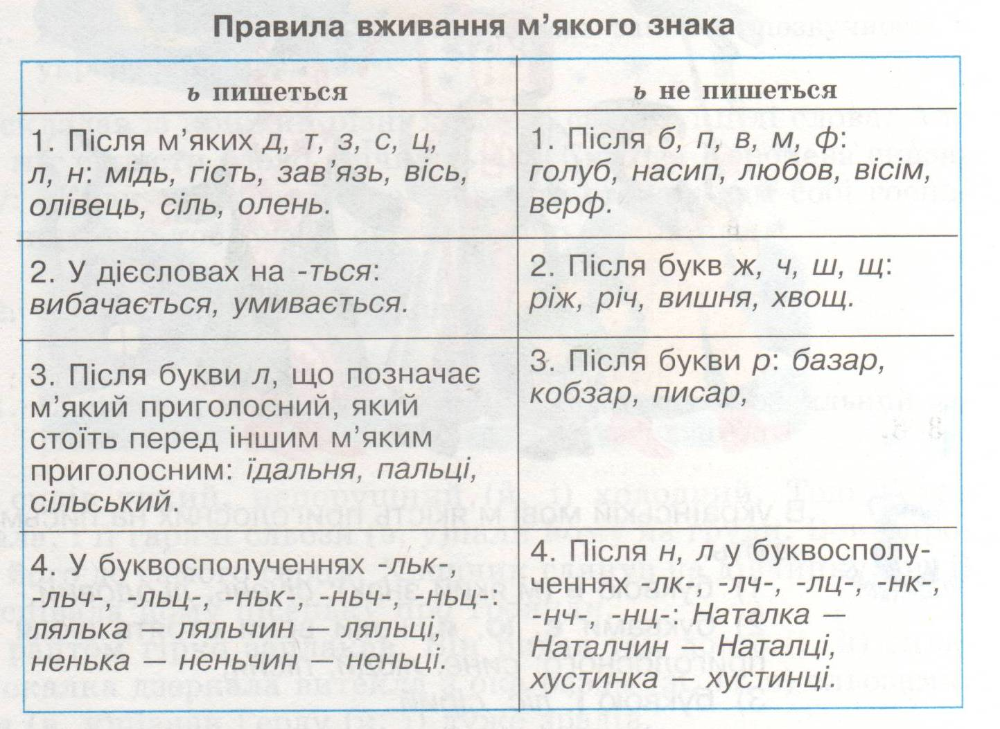 Правила вживання м’якого знака
ь пишеться
ь не пишеться
1. Після м’яких д, т, з, с, ц,
л, н: мідь, гість, зав’язь, вісь,
олівець, сіль, олень.
1. Після б, п, в, м, ф:
голуб, насип, любов, вісім,
верф.
2. У дієсловах на -ться:
вибачається, умивається.
2. Після букв ж, ч, ш, щ:
ріж, річ, вишня, хвощ.
3. Після букви л, що позначає
м’який приголосний, який
стоїть перед іншим м’яким
приголосним: їдальня, пальці,
сільський.
3. Після букви р: базар,
кобзар, писар,
4. У буквосполученнях -льк-,
-льч-, -льц-, -ньк-, -ньч-, -ньц-:
лялька — ляльчин — ляльці,
ненька — неньчин — неньці.
4. Після н, л у буквосполу-
ченнях -лк-, -лч-, -лц-, -нк-,
-нч-, -нц-: Наталка —
Наталчин — Наталці,
хустинка — хустинці.